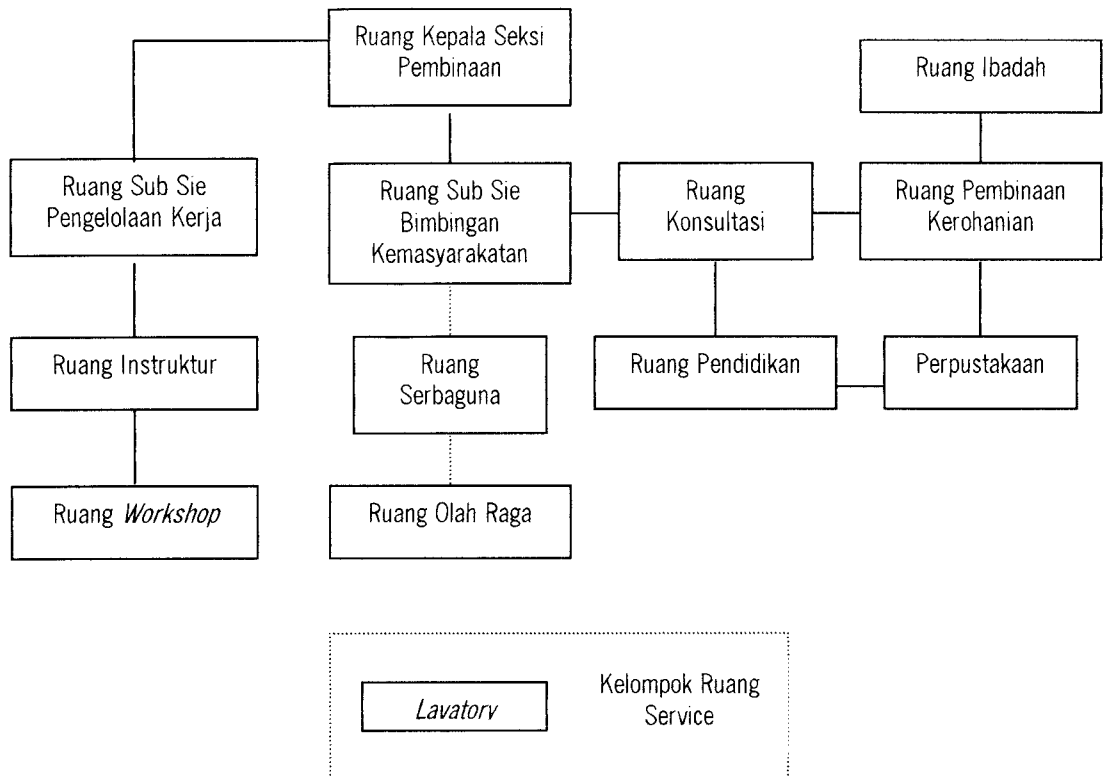 Ruang Kepala Seksi
Pembinaan
Ruang Ibadah
Ruang Sub Sie
Pengelolaan Kerja
Ruang Sub Sie
Bimbingan
Kemasyarakatan
Ruang
Konsultasi
Ruang Pembinaan
Kerohanian
Ruang Instruktur
Ruang
Serbaguna
Ruang Pendidikan
Perpustakaan
Ruang Workshop
Ruang Olah Raga
Lavatory
Kelompok Ruang
Service